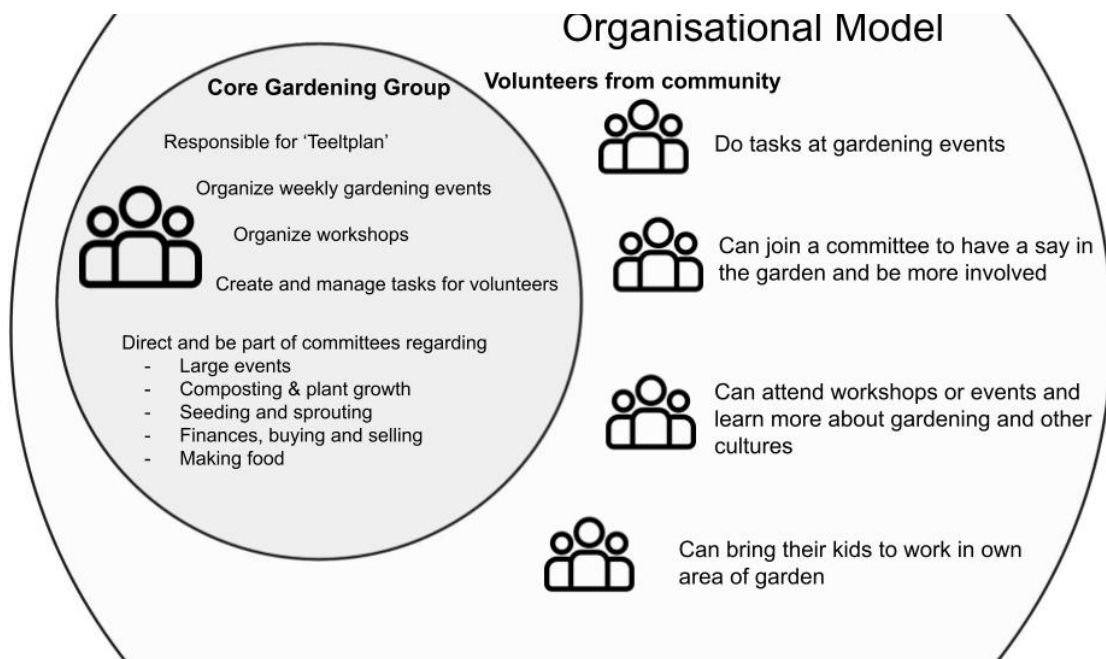 Organisational Model
Core Gardening Group
Responsible for ‘Teeltplan’
Organize weekly gardening events
Organize workshops
Create and manage tasks for volunteers
Direct and be part of committees regarding
- Large events
- Composting & plant growth
- Seeding and sprouting
- Finances, buying and selling
- Making food
Volunteers from community
Do tasks at gardening events
Can join a committee to have a say in
the garden and be more involved
Can attend workshops or events and
learn more about gardening and other
cultures
Can bring their kids to work in own
area of garden